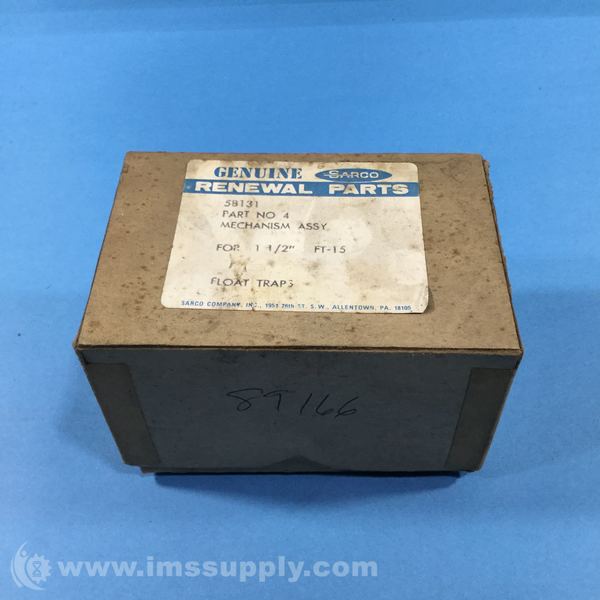 GENUINE SARCO
RENEWAL PARTS
58131
PART NO 4
MECHANISM ASSY
FOR 1 1/2" FT-15
FLOAT TRAPS
SARCO COMPANY, INC., 1951 26th ST. S.W., ALLENTOWN, PA. 18105
89166
www.imssupply.com